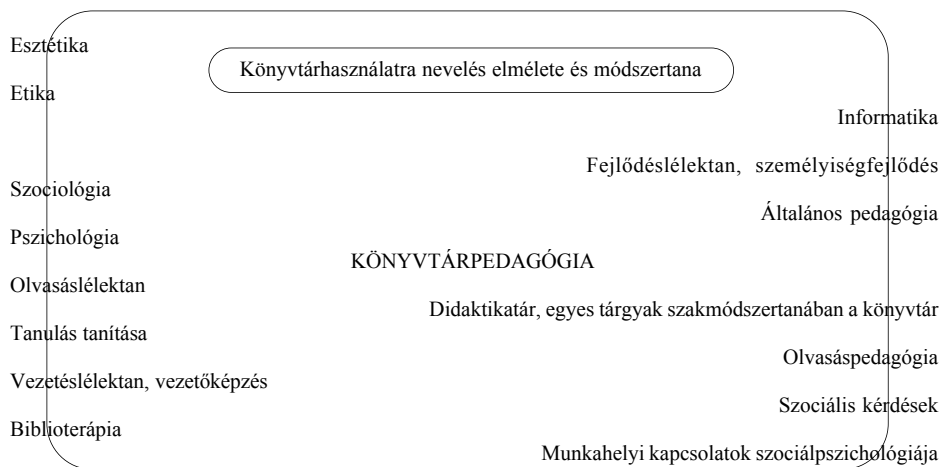 Esztétika
Könyvtárhasználatra nevelés elmélete és módszertana
Etika
Informatika
Fejlődéslélektan, személyiségfejlődés
Szociológia
Általános pedagógia
Pszichológia
KÖNYVTÁRPEDAGÓGIA
Olvasáslélektan
Didaktikatár, egyes tárgyak szakmódszertanában a könyvtár
Tanulás tanítása
Olvasáspedagógia
Vezetéslélektan, vezetőképzés
Szociális kérdések
Biblioterápia
Munkahelyi kapcsolatok szociálpszichológiája